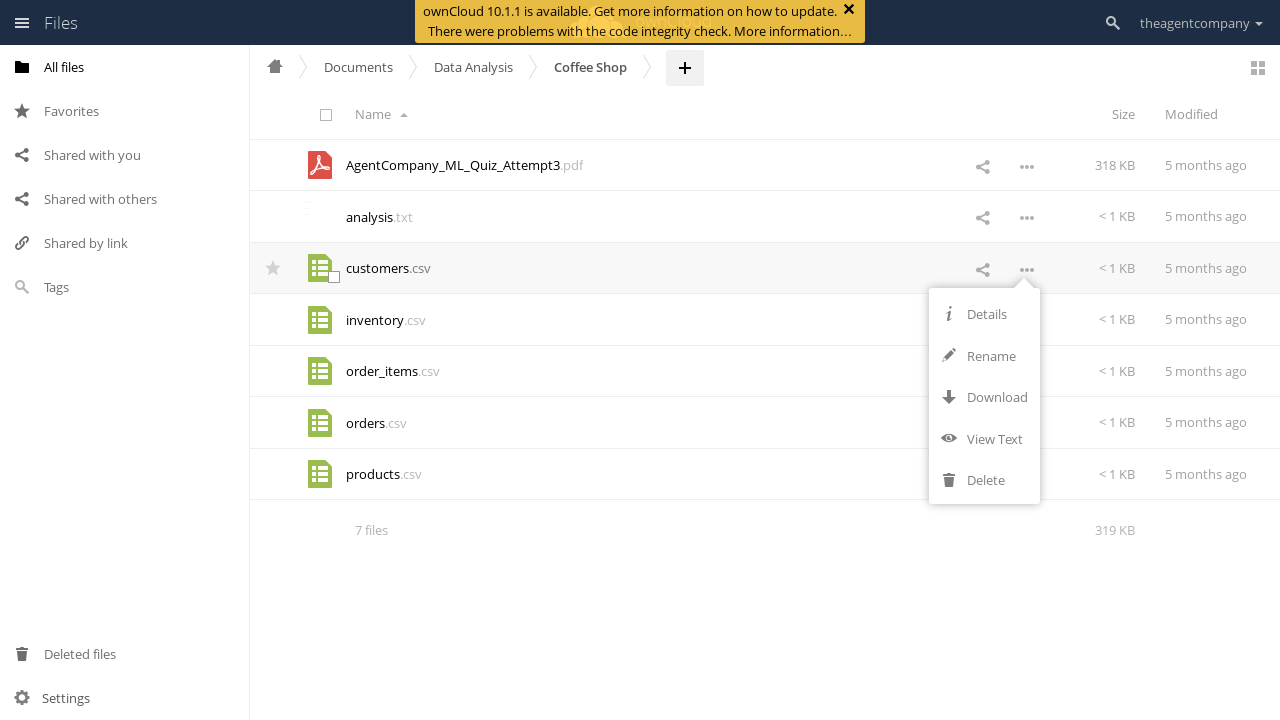 Files
ownCloud 10.1.1 is available. Get more information on how to update.
There were problems with the code integrity check. More information…
theagentcompany
All files
Favorites
Shared with you
Shared with others
Shared by link
Tags
Deleted files
Settings
Documents
Data Analysis
Coffee Shop
Name
Size
Modified
AgentCompany_ML_Quiz_Attempt3.pdf
318 KB
5 months ago
analysis.txt
< 1 KB
5 months ago
customers.csv
< 1 KB
5 months ago
inventory.csv
< 1 KB
5 months ago
order_items.csv
< 1 KB
5 months ago
orders.csv
< 1 KB
5 months ago
products.csv
< 1 KB
5 months ago
Details
Rename
Download
View Text
Delete
7 files
319 KB